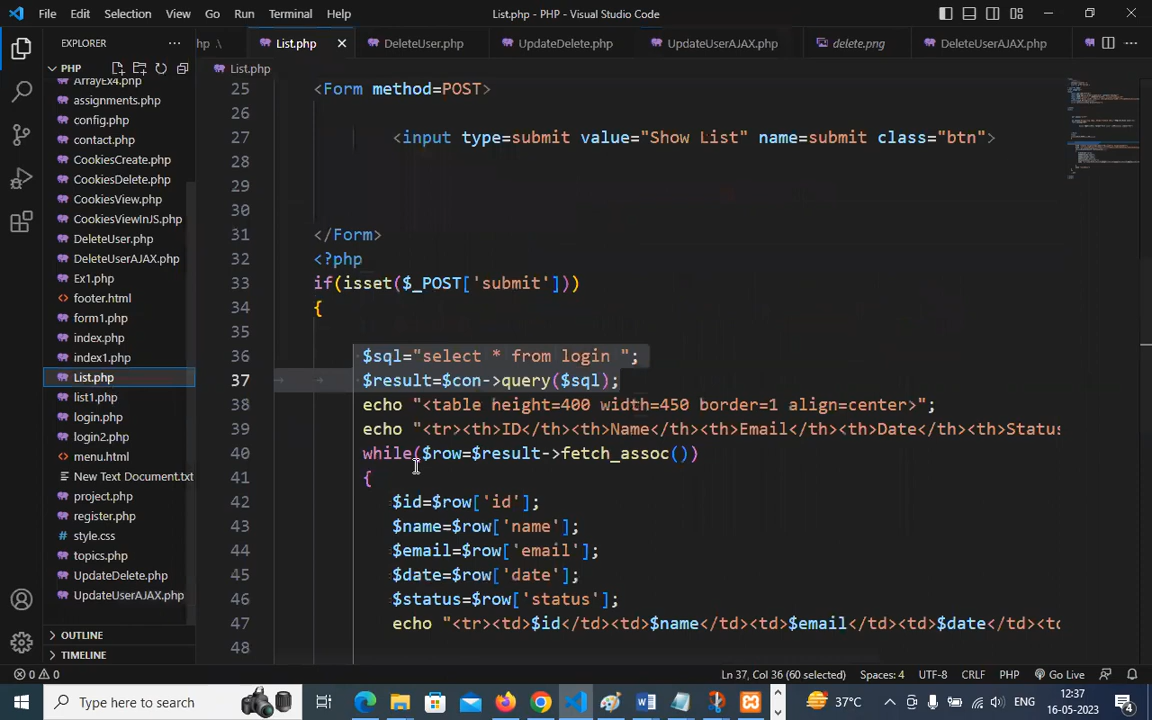 File Edit Selection View Go Run Terminal Help List.php - PHP - Visual Studio Code
EXPLORER
hp \ List.php DeleteUser.php UpdateDelete.php UpdateUserAJAX.php delete.png DeleteUserAJAX.php
PHP
List.php
ArrayEx4.php
assignments.php
config.php
contact.php
CookiesCreate.php
CookiesDelete.php
CookiesView.php
CookiesViewInJS.php
DeleteUser.php
DeleteUserAJAX.php
Ex1.php
footer.html
form1.php
index.php
index1.php
List.php
list1.php
login.php
login2.php
menu.html
New Text Document.txt
project.php
register.php
style.css
topics.php
UpdateDelete.php
UpdateUserAJAX.php
OUTLINE
TIMELINE
25 <Form method=POST>
26
27 <input type=submit value="Show List" name=submit class="btn">
28
29
30
31 </Form>
32 <?php
33 if(isset($_POST['submit']))
34 {
35
36 $sql="select * from login ";
37 $result=$con->query($sql);
38 echo "<table height=400 width=450 border=1 align=center>";
39 echo "<tr><th>ID</th><th>Name</th><th>Email</th><th>Date</th><th>Status
40 while($row=$result->fetch_assoc())
41 {
42 $id=$row['id'];
43 $name=$row['name'];
44 $email=$row['email'];
45 $date=$row['date'];
46 $status=$row['status'];
47 echo "<tr><td>$id</td><td>$name</td><td>$email</td><td>$date</td><td
48
0 0 Ln 37, Col 36 (60 selected) Spaces: 4 UTF-8 CRLF PHP Go Live
Type here to search 37°C ENG 12:37
16-05-2023 4